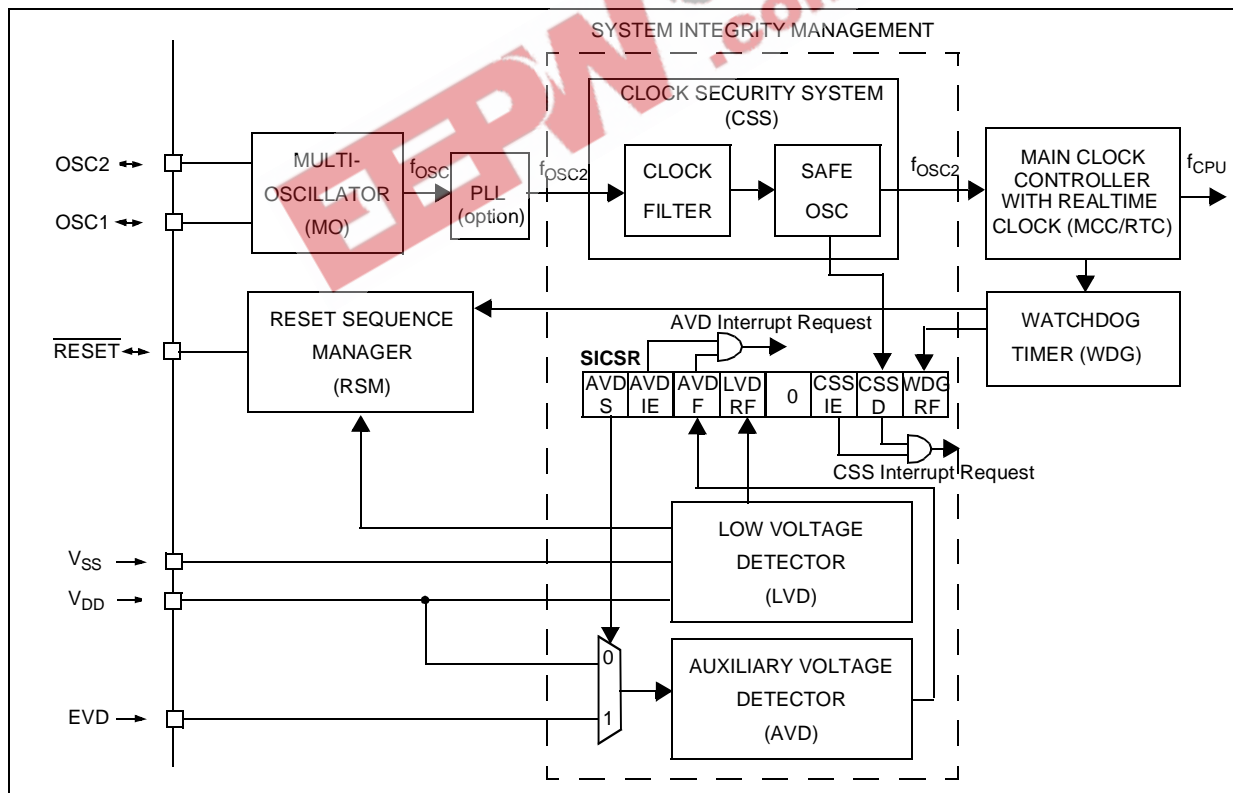 EEPW.com
SYSTEM INTEGRITY MANAGEMENT
CLOCK SECURITY SYSTEM
(CSS)
OSC2
OSC1
MULTI-
OSCILLATOR
(MO)
fOSC
PLL
(option)
fOSC2
CLOCK
FILTER
SAFE
OSC
fOSC2
MAIN CLOCK
CONTROLLER
WITH REALTIME
CLOCK (MCC/RTC)
fCPU
RESET
RESET SEQUENCE
MANAGER
(RSM)
AVD Interrupt Request
WATCHDOG
TIMER (WDG)
SICSR
AVD
S
AVD
IE
AVD
F
LVD
RF
0
CSS
IE
CSS
D
WDG
RF
CSS Interrupt Request
VSS
VDD
LOW VOLTAGE
DETECTOR
(LVD)
0
1
EVD
AUXILIARY VOLTAGE
DETECTOR
(AVD)